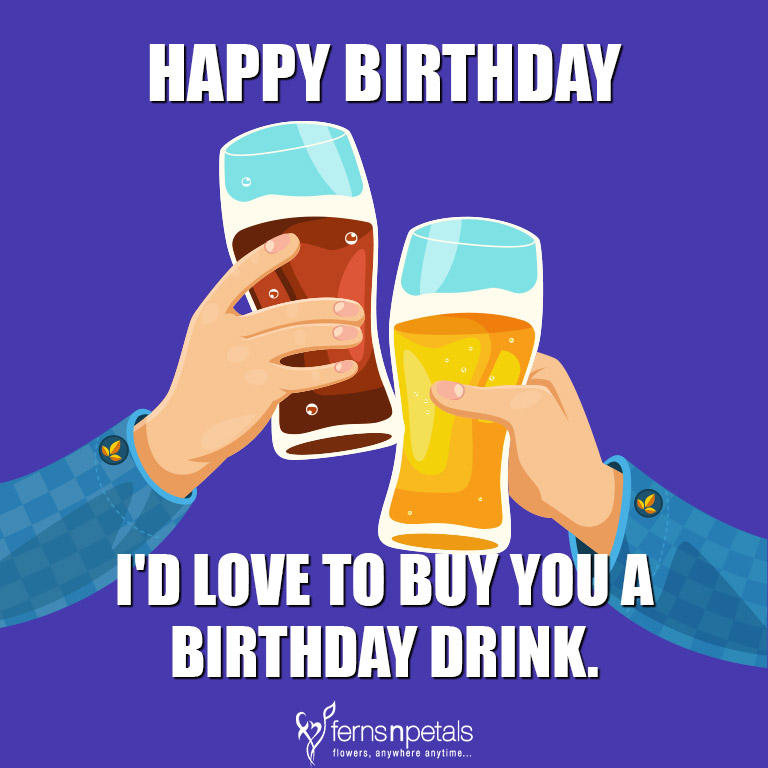 HAPPY BIRTHDAY
I'D LOVE TO BUY YOU A
BIRTHDAY DRINK.
fernsnpetals
flowers, anywhere anytime...